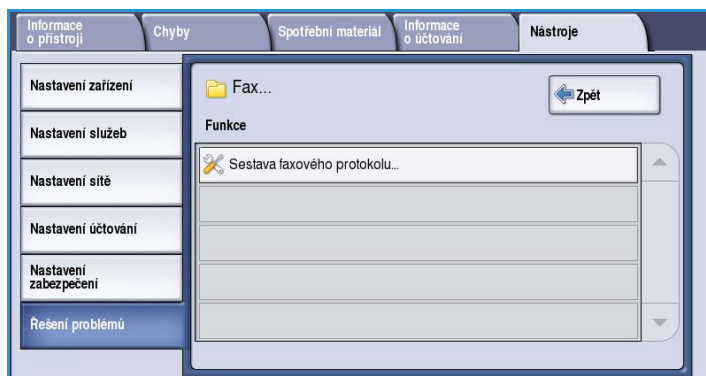 Informace
o přístroji
Chyby
Spotřební materiál
Informace
o účtování
Nástroje
Nastavení zařízení
Nastavení služeb
Nastavení sítě
Nastavení účtování
Nastavení
zabezpečení
Řešení problémů
Fax...
Zpět
Funkce
Sestava faxového protokolu...